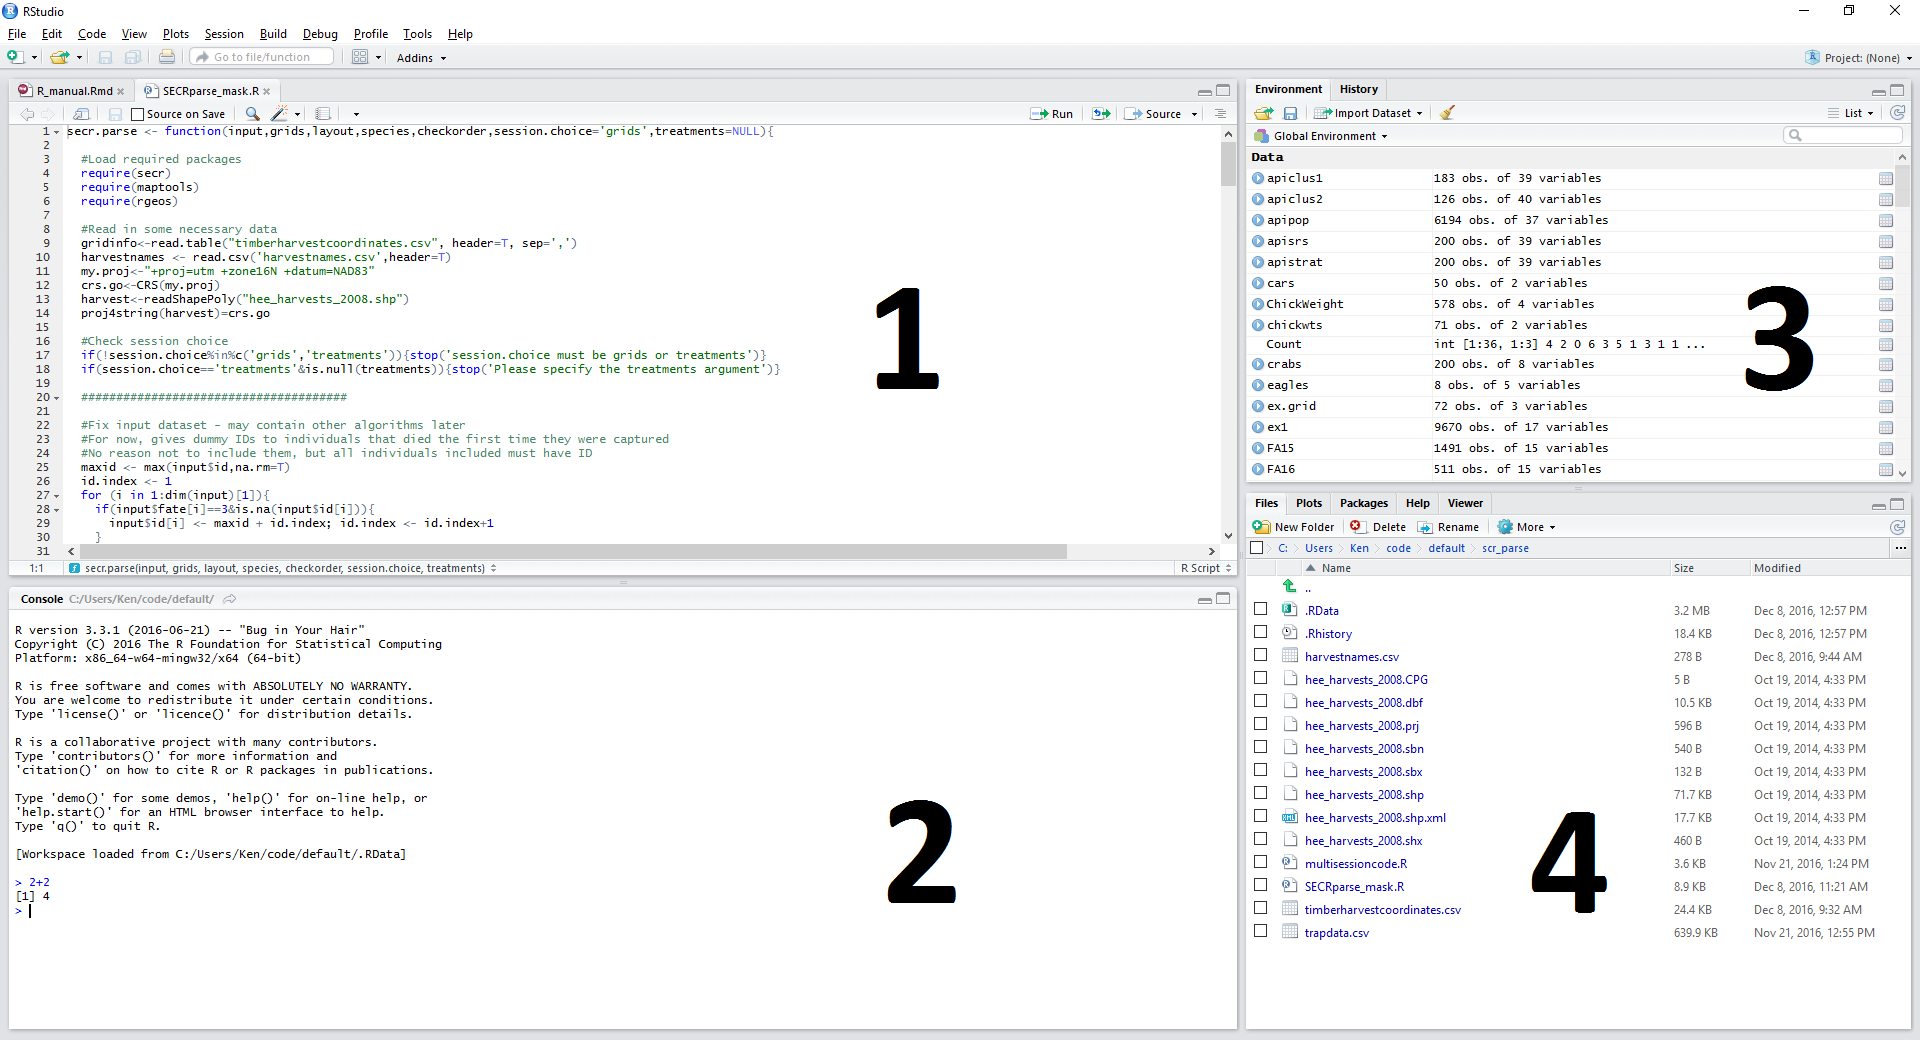 RStudio
File Edit Code View Plots Session Build Debug Profile Tools Help
Go to file/function Addins Project: (None)
R_manual.Rmd SECRparse_mask.R
Source on Save Run Source
1 secr.parse <- function(input,grids,layout,species,checkorder,session.choice='grids',treatments=NULL){
2
3 #Load required packages
4 require(secr)
5 require(maptools)
6 require(rgeos)
7
8 #Read in some necessary data
9 gridinfo<-read.table("timberharvestcoordinates.csv", header=T, sep=',')
10 harvestnames <- read.csv('harvestnames.csv',header=T)
11 my.proj<-"+proj=utm +zone16N +datum=NAD83"
12 crs.go<-CRS(my.proj)
13 harvest<-readShapePoly("hee_harvests_2008.shp")
14 proj4string(harvest)=crs.go
15
16 #Check session choice
17 if(!session.choice%in%c('grids','treatments')){stop('session.choice must be grids or treatments')}
18 if(session.choice=='treatments'&is.null(treatments)){stop('Please specify the treatments argument')}
19
20 ######################################
21
22 #Fix input dataset - may contain other algorithms later
23 #For now, gives dummy IDs to individuals that died the first time they were captured
24 #No reason not to include them, but all individuals included must have ID
25 maxid <- max(input$id,na.rm=T)
26 id.index <- 1
27 for (i in 1:dim(input)[1]){
28 if(input$fate[i]==3&is.na(input$id[i])){
29 input$id[i] <- maxid + id.index; id.index <- id.index+1
30 }
31
1:1 secr.parse(input, grids, layout, species, checkorder, session.choice, treatments) R Script
1
Console C:/Users/Ken/code/default/
R version 3.3.1 (2016-06-21) -- "Bug in Your Hair"
Copyright (C) 2016 The R Foundation for Statistical Computing
Platform: x86_64-w64-mingw32/x64 (64-bit)
R is free software and comes with ABSOLUTELY NO WARRANTY.
You are welcome to redistribute it under certain conditions.
Type 'license()' or 'licence()' for distribution details.
R is a collaborative project with many contributors.
Type 'contributors()' for more information and
'citation()' on how to cite R or R packages in publications.
Type 'demo()' for some demos, 'help()' for on-line help, or
'help.start()' for an HTML browser interface to help.
Type 'q()' to quit R.
[Workspace loaded from C:/Users/Ken/code/default/.RData]
> 2+2
[1] 4
>
2
Environment History
Import Dataset List
Global Environment
Data
apiclus1 183 obs. of 39 variables
apiclus2 126 obs. of 40 variables
apipop 6194 obs. of 37 variables
apisrs 200 obs. of 39 variables
apistrat 200 obs. of 39 variables
cars 50 obs. of 2 variables
ChickWeight 578 obs. of 4 variables
chickwts 71 obs. of 2 variables
Count int [1:36, 1:3] 4 2 0 6 3 5 1 3 1 1 ...
crabs 200 obs. of 8 variables
eagles 8 obs. of 5 variables
ex.grid 72 obs. of 3 variables
ex1 9670 obs. of 17 variables
FA15 1491 obs. of 15 variables
FA16 511 obs. of 15 variables
3
Files Plots Packages Help Viewer
New Folder Delete Rename More
C: Users Ken code default scr_parse ...
Name Size Modified
..
.RData 3.2 MB Dec 8, 2016, 12:57 PM
.Rhistory 18.4 KB Dec 8, 2016, 12:57 PM
harvestnames.csv 278 B Dec 8, 2016, 9:44 AM
hee_harvests_2008.CPG 5 B Oct 19, 2014, 4:33 PM
hee_harvests_2008.dbf 10.5 KB Oct 19, 2014, 4:33 PM
hee_harvests_2008.prj 596 B Oct 19, 2014, 4:33 PM
hee_harvests_2008.sbn 540 B Oct 19, 2014, 4:33 PM
hee_harvests_2008.sbx 132 B Oct 19, 2014, 4:33 PM
hee_harvests_2008.shp 71.7 KB Oct 19, 2014, 4:33 PM
hee_harvests_2008.shp.xml 17.7 KB Oct 19, 2014, 4:33 PM
hee_harvests_2008.shx 460 B Oct 19, 2014, 4:33 PM
multisessioncode.R 3.6 KB Nov 21, 2016, 1:24 PM
SECRparse_mask.R 8.9 KB Dec 8, 2016, 11:21 AM
timberharvestcoordinates.csv 24.4 KB Dec 8, 2016, 9:32 AM
trapdata.csv 639.9 KB Nov 21, 2016, 12:55 PM
4